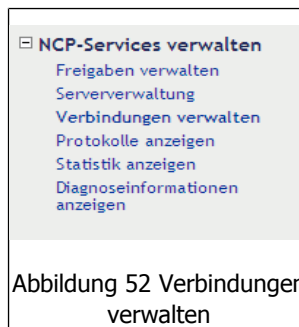 NCP-Services verwalten
Freigaben verwalten
Serververwaltung
Verbindungen verwalten
Protokolle anzeigen
Statistik anzeigen
Diagnoseinformationen
anzeigen
Abbildung 52 Verbindungen
verwalten